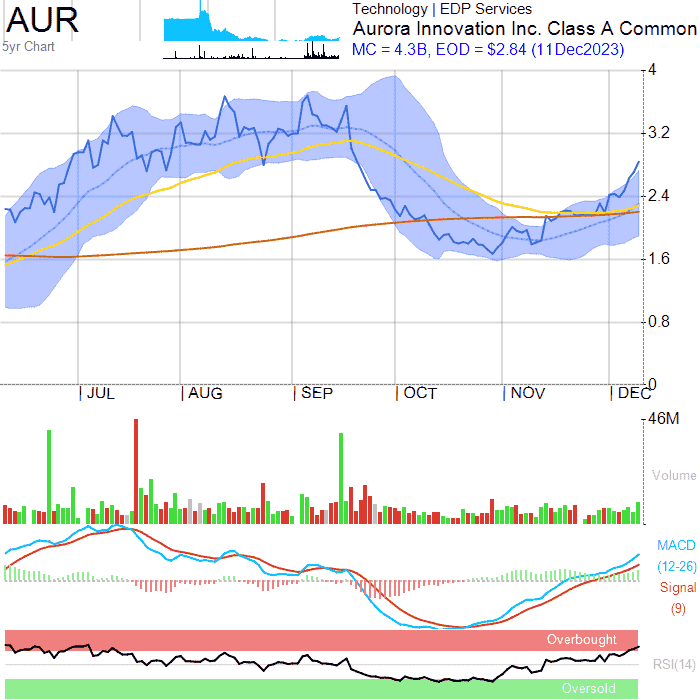 AUR
5yr Chart
Technology | EDP Services
Aurora Innovation Inc. Class A Common
MC = 4.3B, EOD = $2.84 (11Dec2023)
4
3.2
2.4
1.6
0.8
0
JUL
AUG
SEP
OCT
NOV
DEC
46M
Volume
MACD
(12-26)
Signal
(9)
Overbought
RSI(14)
Oversold